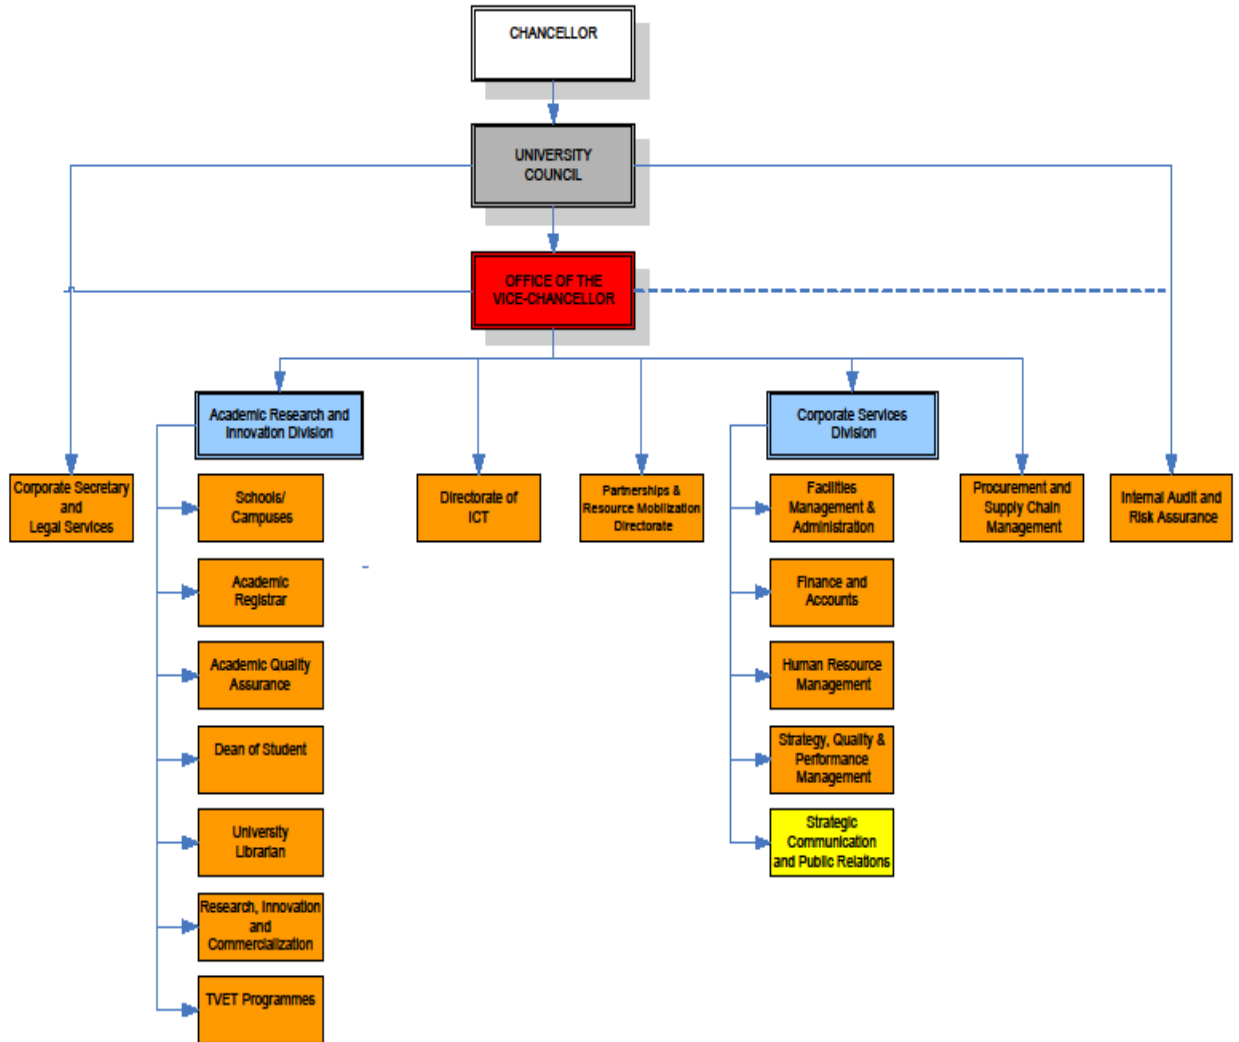 CHANCELLOR
UNIVERSITY
COUNCIL
OFFICE OF THE
VICE-CHANCELLOR
Academic Research and
Innovation Division
Corporate Services
Division
Corporate Secretary
and
Legal Services
Schools/
Campuses
Directorate of
ICT
Partnerships &
Resource Mobilization
Directorate
Facilities
Management &
Administration
Procurement and
Supply Chain
Management
Internal Audit and
Risk Assurance
Academic
Registrar
Finance and
Accounts
Academic Quality
Assurance
Human Resource
Management
Dean of Student
Strategy, Quality &
Performance
Management
University
Librarian
Strategic
Communication
and Public Relations
Research, Innovation
and
Commercialization
TVET Programmes